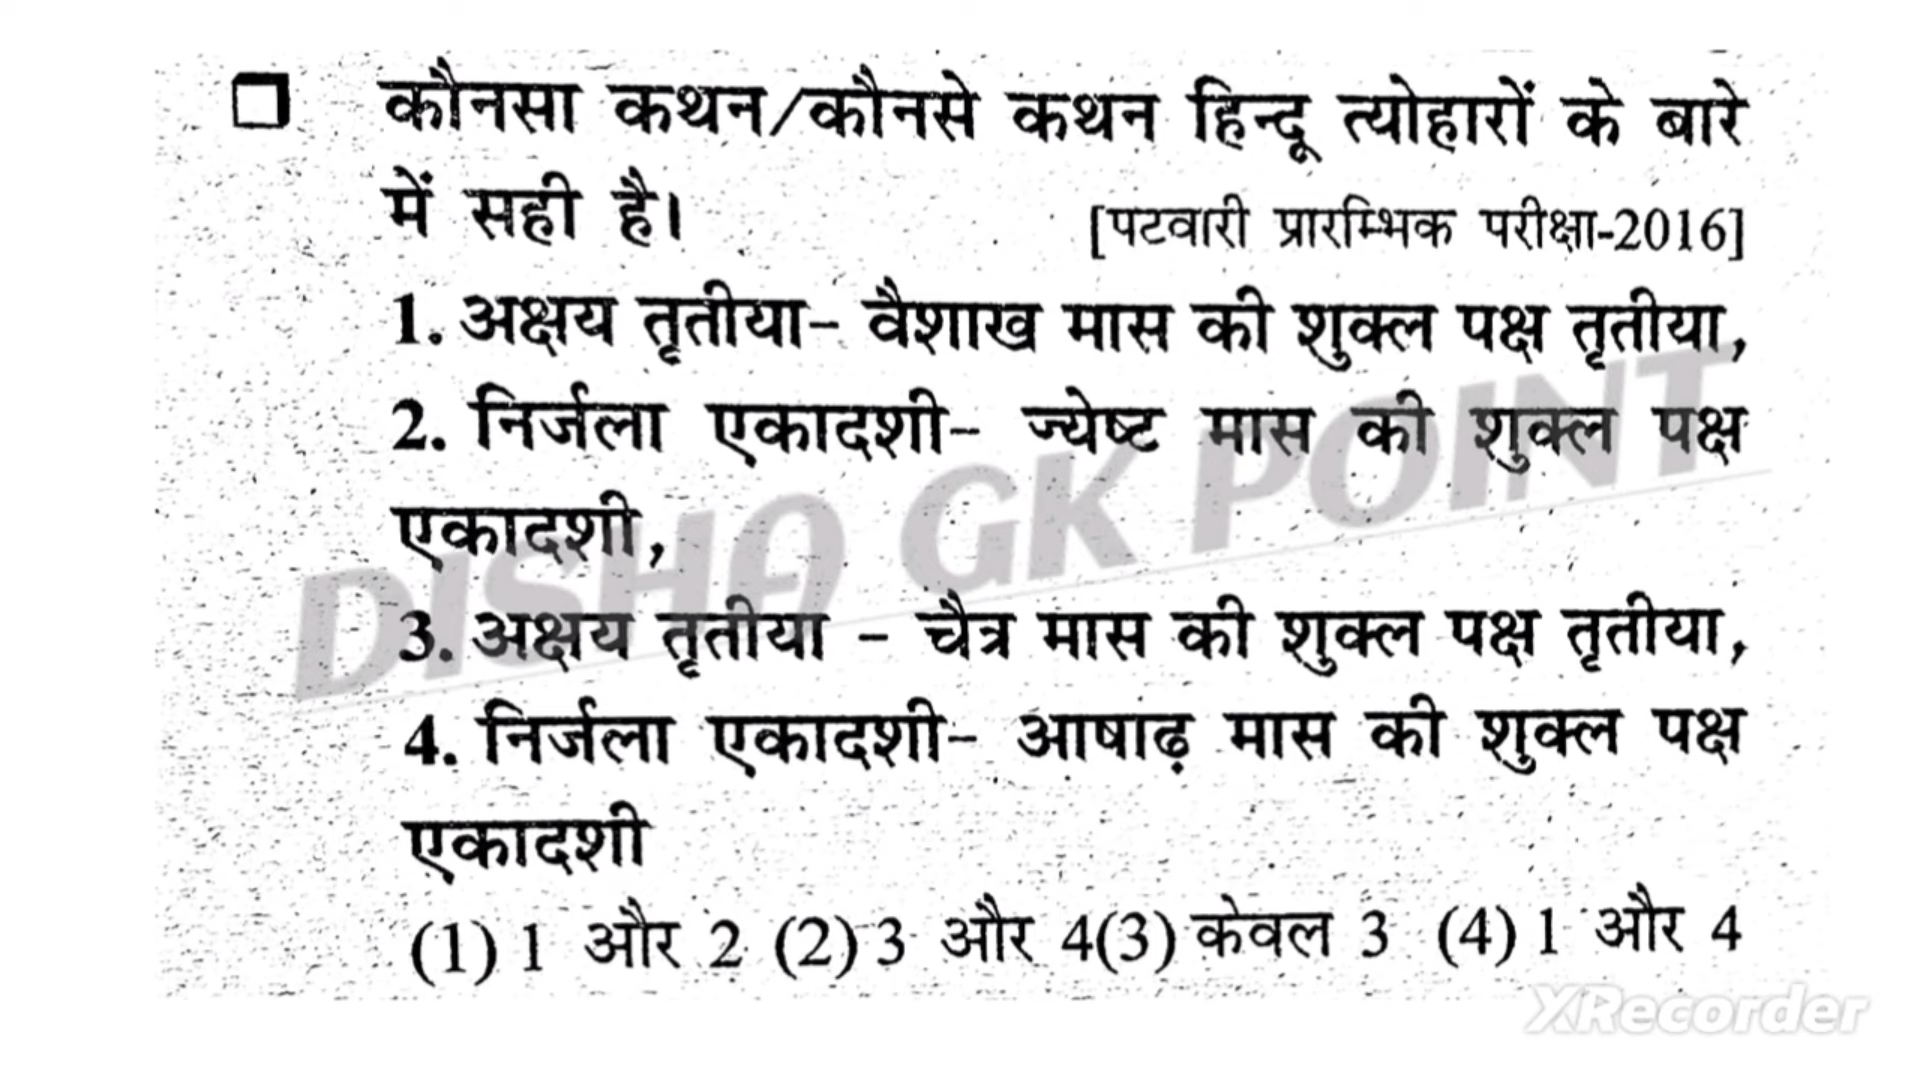 कौनसा कथन/कौनसे कथन हिन्दू त्योहारों के बारे
में सही है।
[पटवारी प्रारम्भिक परीक्षा-2016]
1. अक्षय तृतीया- वैशाख मास की शुक्ल पक्ष तृतीया,
2. निर्जला एकादशी- ज्येष्ट मास की शुक्ल पक्ष
एकादशी,
3. अक्षय तृतीया - चैत्र मास की शुक्ल पक्ष तृतीया,
4. निर्जला एकादशी- आषाढ़ मास की शुक्ल पक्ष
एकादशी
(1) 1 और 2 (2) 3 और 4(3) केवल 3 (4) 1 और 4
DISHA GK POINT
XRecorder